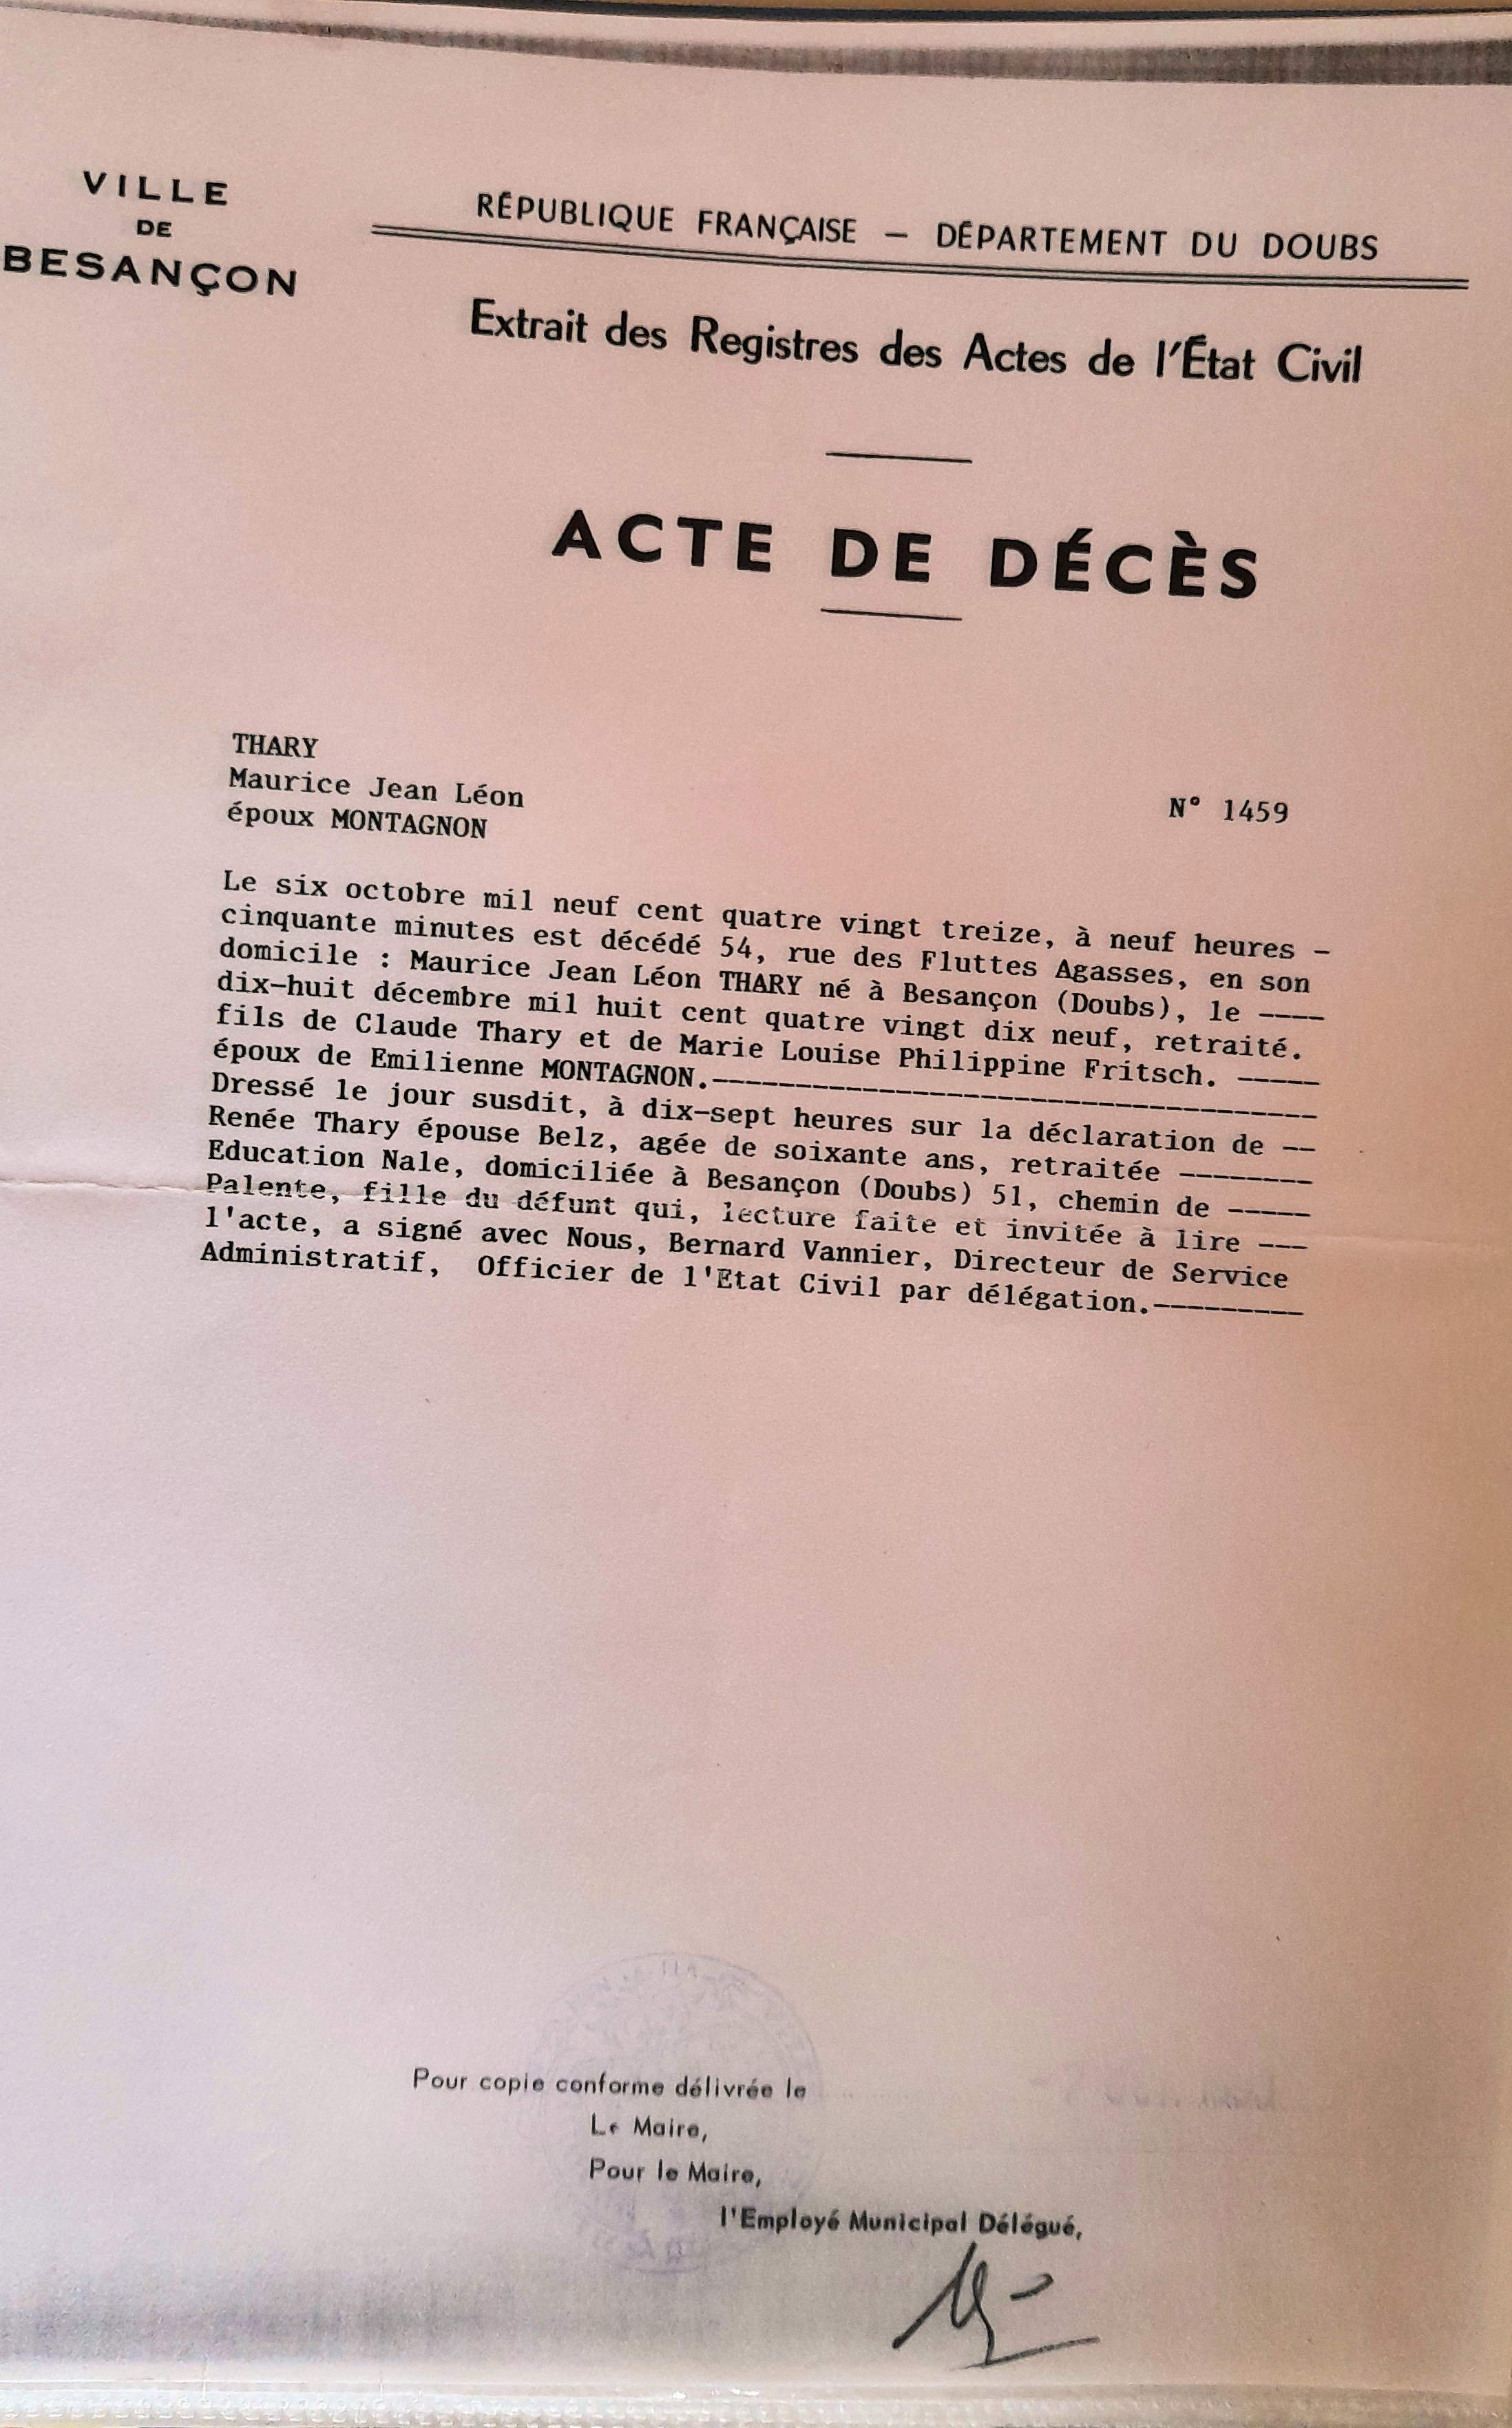 VILLE
DE
BESANÇON
RÉPUBLIQUE FRANÇAISE — DÉPARTEMENT DU DOUBS
Extrait des Registres des Actes de l'État Civil
ACTE DE DÉCÈS
THARY
Maurice Jean Léon
époux MONTAGNON
N° 1459
Le six octobre mil neuf cent quatre vingt treize, à neuf heures -
cinquante minutes est décédé 54, rue des Fluttes Agasses, en son
domicile : Maurice Jean Léon THARY né à Besançon (Doubs), le ----
dix-huit décembre mil huit cent quatre vingt dix neuf, retraité.
fils de Claude Thary et de Marie Louise Philippine Fritsch. -----
époux de Emilienne MONTAGNON.------------------------------------
Dressé le jour susdit, à dix-sept heures sur la déclaration de --
Renée Thary épouse Belz, agée de soixante ans, retraitée --------
Education Nale, domiciliée à Besançon (Doubs) 51, chemin de -----
Palente, fille du défunt qui, lecture faite et invitée à lire ---
l'acte, a signé avec Nous, Bernard Vannier, Directeur de Service
Administratif, Officier de l'Etat Civil par délégation.---------
Pour copie conforme délivrée le
Le Maire,
Pour le Maire,
l'Employé Municipal Délégué,